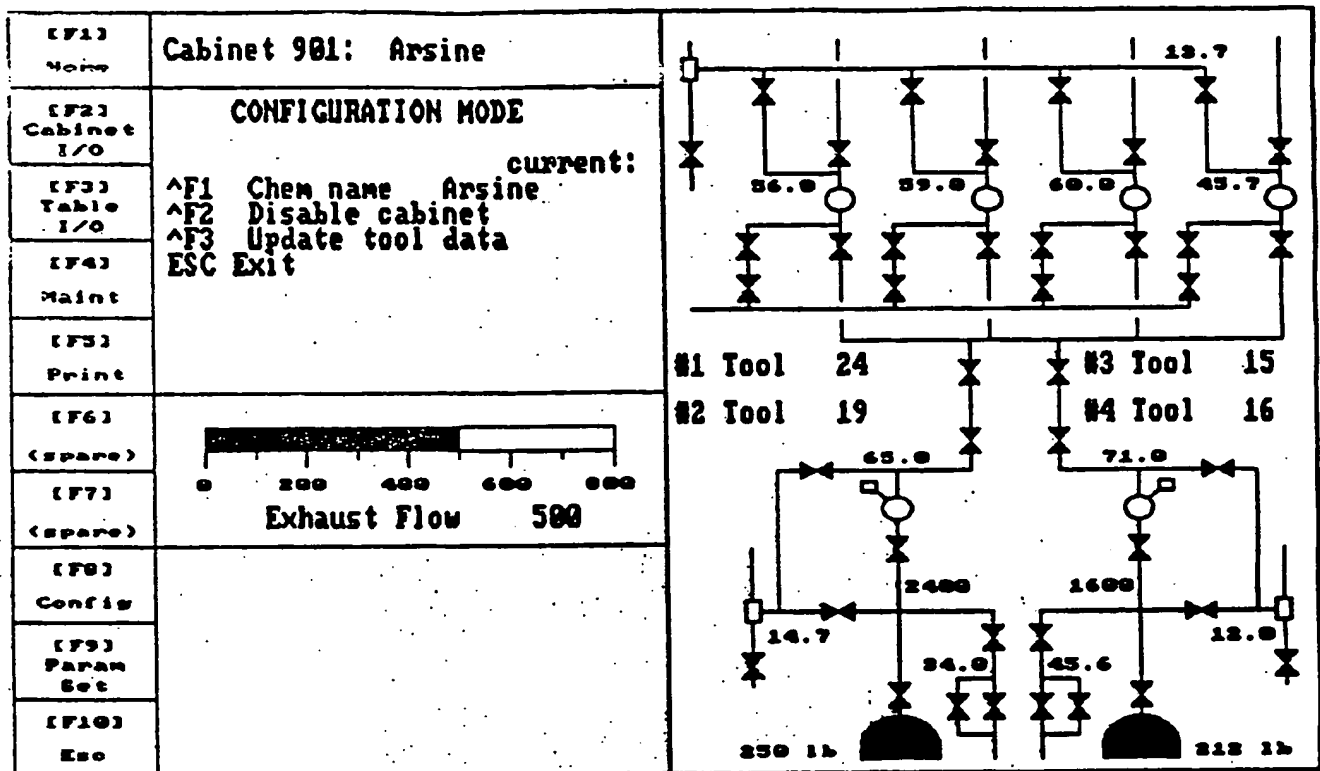 [F1]
Home
[F2]
Cabinet
I/O
[F3]
Table
I/O
[F4]
Maint
[F5]
Print
[F6]
(spare)
[F7]
(spare)
[F8]
Config
[F9]
Param
Set
[F10]
Esc
Cabinet 901: Arsine
CONFIGURATION MODE
current:
^F1 Chem name Arsine
^F2 Disable cabinet
^F3 Update tool data
ESC Exit
0 200 400 600 800
Exhaust Flow 500
13.7
56.0 59.0 60.0 45.7
#1 Tool 24 #3 Tool 15
#2 Tool 19 #4 Tool 16
65.0 71.0
2400 1600
14.7 12.0
34.0 45.6
250 lb 212 lb